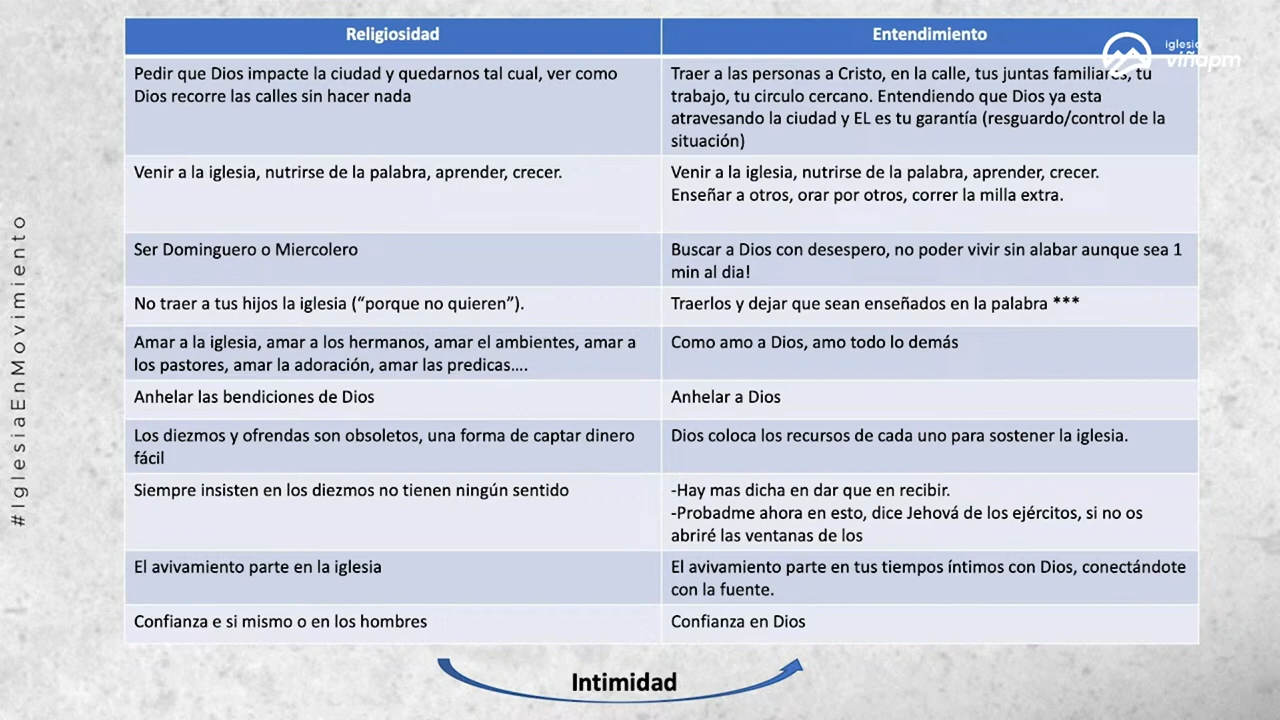 Religiosidad
Entendimiento
iglesia
viñapm
Pedir que Dios impacte la ciudad y quedarnos tal cual, ver como
Dios recorre las calles sin hacer nada
Traer a las personas a Cristo, en la calle, tus juntas familiares, tu
trabajo, tu circulo cercano. Entendiendo que Dios ya esta
atravesando la ciudad y EL es tu garantía (resguardo/control de la
situación)
Venir a la iglesia, nutrirse de la palabra, aprender, crecer.
Venir a la iglesia, nutrirse de la palabra, aprender, crecer.
Enseñar a otros, orar por otros, correr la milla extra.
Ser Dominguero o Miercolero
Buscar a Dios con desespero, no poder vivir sin alabar aunque sea 1
min al dia!
No traer a tus hijos la iglesia (“porque no quieren”).
Traerlos y dejar que sean enseñados en la palabra ***
Amar a la iglesia, amar a los hermanos, amar el ambientes, amar a
los pastores, amar la adoración, amar las predicas....
Como amo a Dios, amo todo lo demás
Anhelar las bendiciones de Dios
Anhelar a Dios
Los diezmos y ofrendas son obsoletos, una forma de captar dinero
fácil
Dios coloca los recursos de cada uno para sostener la iglesia.
Siempre insisten en los diezmos no tienen ningún sentido
-Hay mas dicha en dar que en recibir.
-Probadme ahora en esto, dice Jehová de los ejércitos, si no os
abriré las ventanas de los
El avivamiento parte en la iglesia
El avivamiento parte en tus tiempos íntimos con Dios, conectándote
con la fuente.
Confianza e si mismo o en los hombres
Confianza en Dios
Intimidad
#IglesiaEnMovimiento